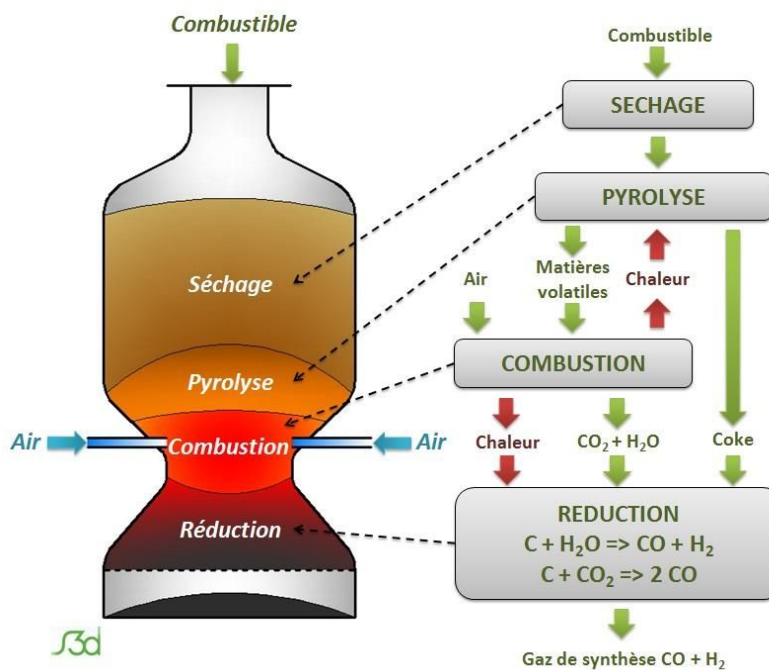 Combustible
Séchage
Pyrolyse
Air
Combustion
Air
Réduction
S3d
Combustible
SECHAGE
PYROLYSE
Air
Matières
volatiles
Chaleur
COMBUSTION
Chaleur
CO₂ + H₂O
Coke
REDUCTION
C + H₂O => CO + H₂
C + CO₂ => 2 CO
Gaz de synthèse CO + H₂